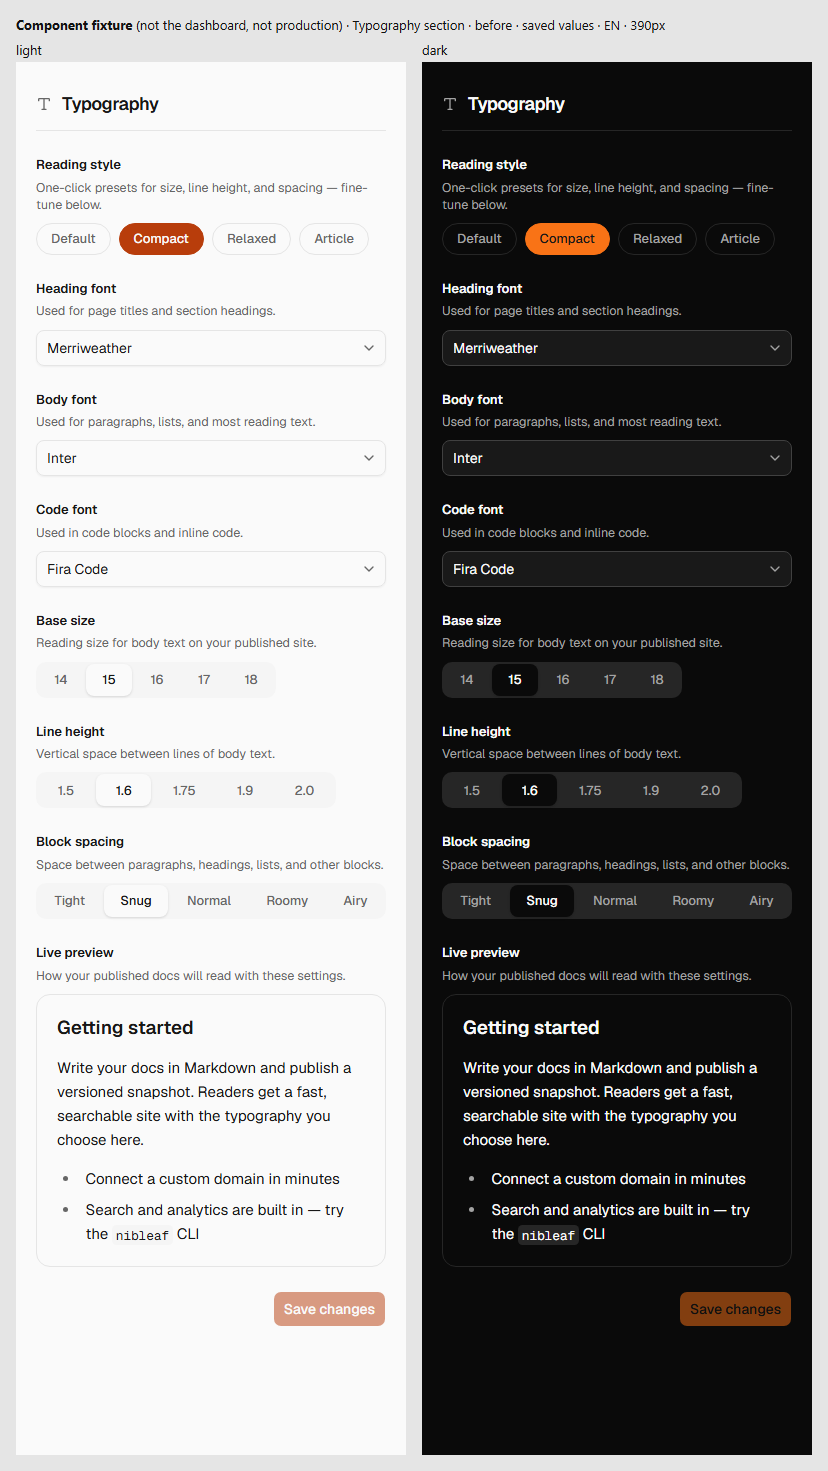 Component fixture (not the dashboard, not production) · Typography section · before · saved values · EN · 390px
light
Typography
Reading style
One-click presets for size, line height, and spacing — fine-
tune below.
Default Compact Relaxed Article
Heading font
Used for page titles and section headings.
Merriweather
Body font
Used for paragraphs, lists, and most reading text.
Inter
Code font
Used in code blocks and inline code.
Fira Code
Base size
Reading size for body text on your published site.
14 15 16 17 18
Line height
Vertical space between lines of body text.
1.5 1.6 1.75 1.9 2.0
Block spacing
Space between paragraphs, headings, lists, and other blocks.
Tight Snug Normal Roomy Airy
Live preview
How your published docs will read with these settings.
Getting started
Write your docs in Markdown and publish a
versioned snapshot. Readers get a fast,
searchable site with the typography you
choose here.
• Connect a custom domain in minutes
• Search and analytics are built in — try
the nibleaf CLI
Save changes
dark
Typography
Reading style
One-click presets for size, line height, and spacing — fine-
tune below.
Default Compact Relaxed Article
Heading font
Used for page titles and section headings.
Merriweather
Body font
Used for paragraphs, lists, and most reading text.
Inter
Code font
Used in code blocks and inline code.
Fira Code
Base size
Reading size for body text on your published site.
14 15 16 17 18
Line height
Vertical space between lines of body text.
1.5 1.6 1.75 1.9 2.0
Block spacing
Space between paragraphs, headings, lists, and other blocks.
Tight Snug Normal Roomy Airy
Live preview
How your published docs will read with these settings.
Getting started
Write your docs in Markdown and publish a
versioned snapshot. Readers get a fast,
searchable site with the typography you
choose here.
• Connect a custom domain in minutes
• Search and analytics are built in — try
the nibleaf CLI
Save changes